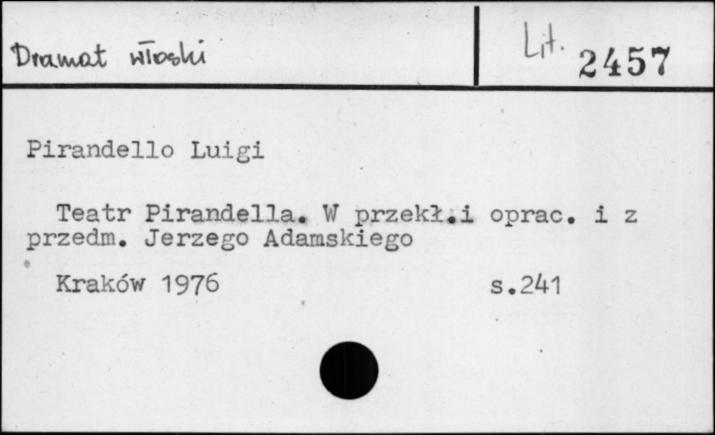 Dramat włoski
Lit. 2457
Pirandello Luigi
Teatr Pirandella. W przekł.i oprac. i z
przedm. Jerzego Adamskiego
Kraków 1976 s.241